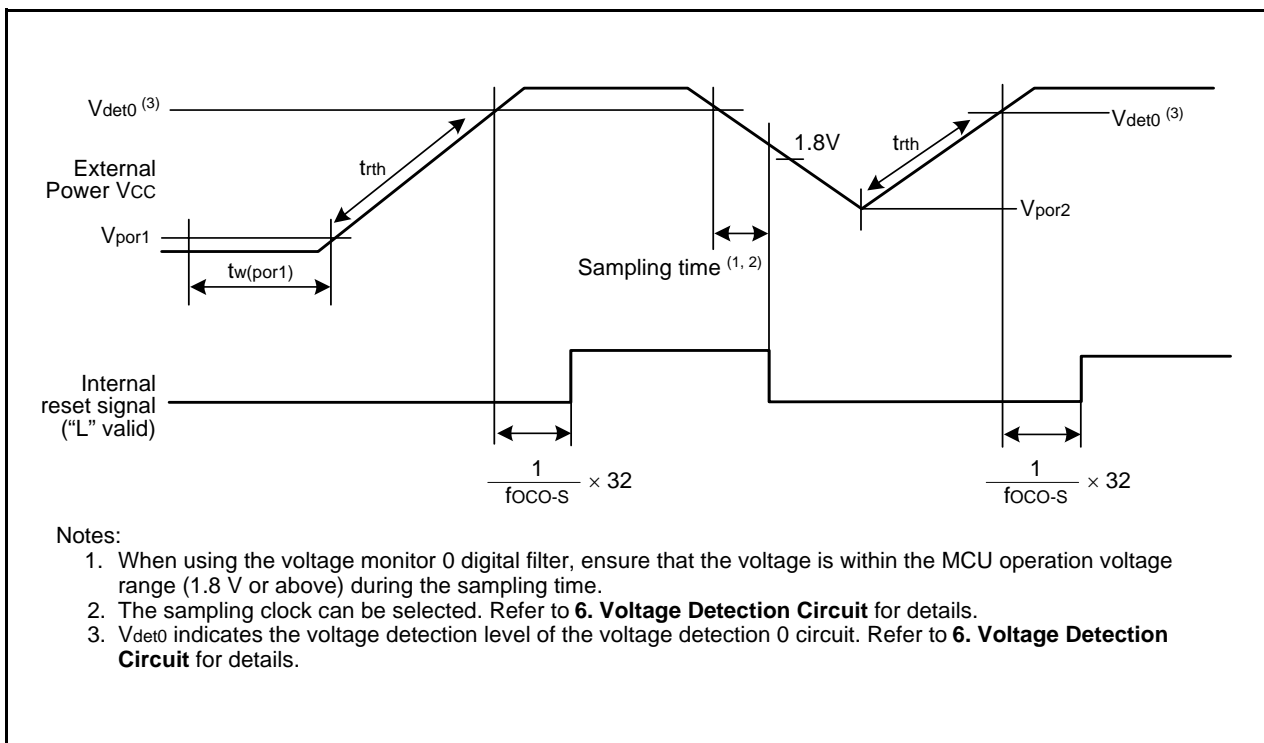 Vdet0 (3)
External
Power VCC
Vpor1
tw(por1)
trth
Sampling time (1, 2)
1.8V
trth
Vdet0 (3)
Vpor2
Internal
reset signal
(“L” valid)
1
fOCO-S
× 32
1
fOCO-S
× 32
Notes:
1. When using the voltage monitor 0 digital filter, ensure that the voltage is within the MCU operation voltage
range (1.8 V or above) during the sampling time.
2. The sampling clock can be selected. Refer to 6. Voltage Detection Circuit for details.
3. Vdet0 indicates the voltage detection level of the voltage detection 0 circuit. Refer to 6. Voltage Detection
Circuit for details.